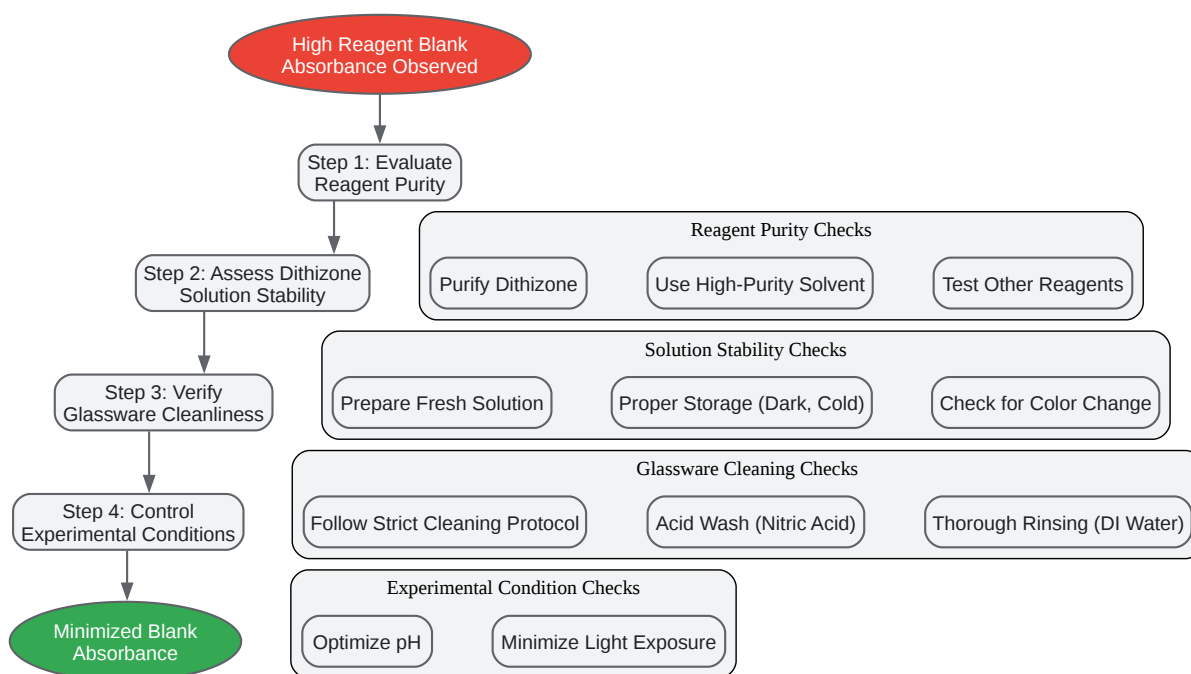 High Reagent Blank
Absorbance Observed
Step 1: Evaluate
Reagent Purity
Reagent Purity Checks
Step 2: Assess Dithizone
Solution Stability
Purify Dithizone
Use High-Purity Solvent
Test Other Reagents
Solution Stability Checks
Step 3: Verify
Glassware Cleanliness
Prepare Fresh Solution
Proper Storage (Dark, Cold)
Check for Color Change
Glassware Cleaning Checks
Step 4: Control
Experimental Conditions
Follow Strict Cleaning Protocol
Acid Wash (Nitric Acid)
Thorough Rinsing (DI Water)
Experimental Condition Checks
Minimized Blank
Absorbance
Optimize pH
Minimize Light Exposure